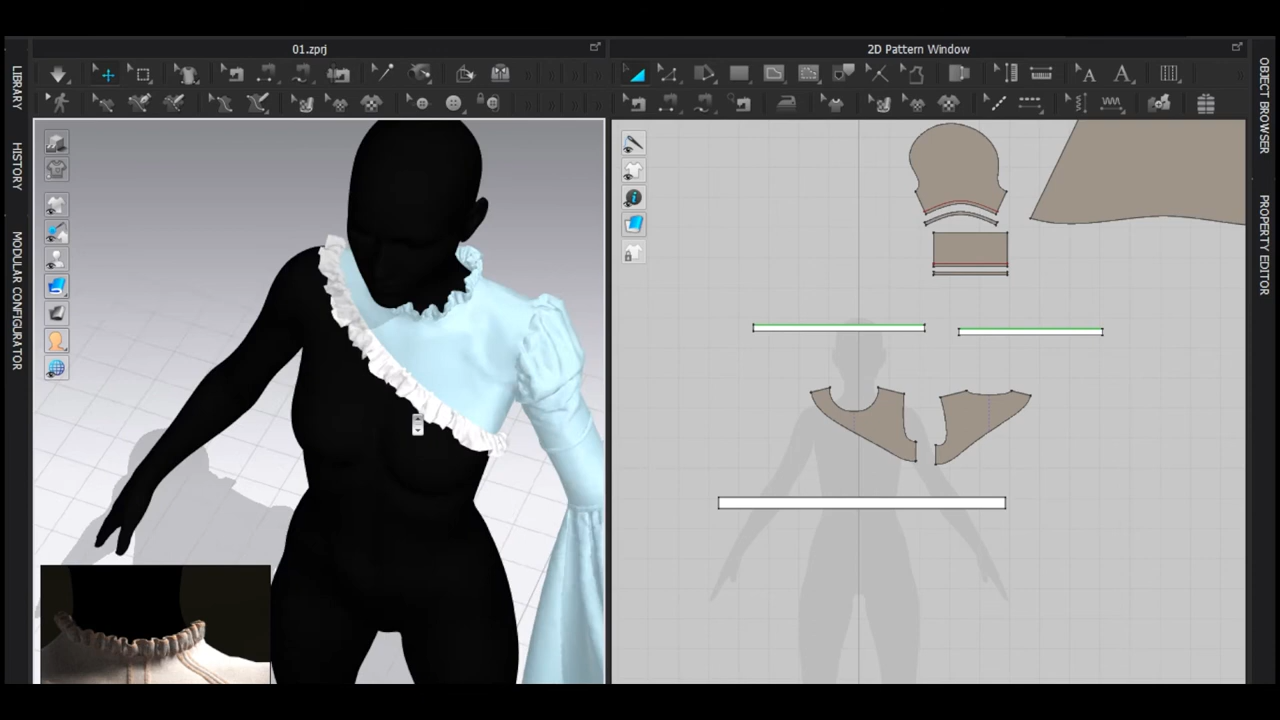 01.zprj
2D Pattern Window
LIBRARY
HISTORY
MODULAR CONFIGURATOR
OBJECT BROWSER
PROPERTY EDITOR